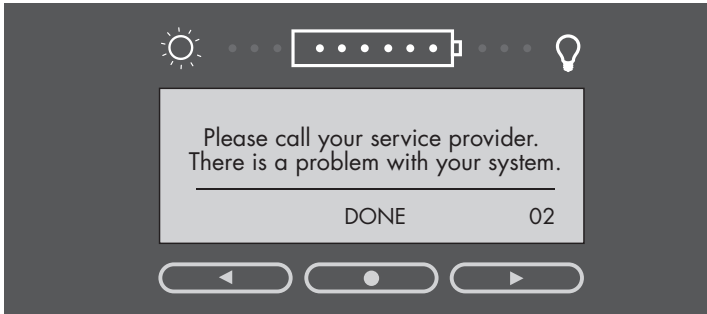 Please call your service provider.
There is a problem with your system.
DONE 02